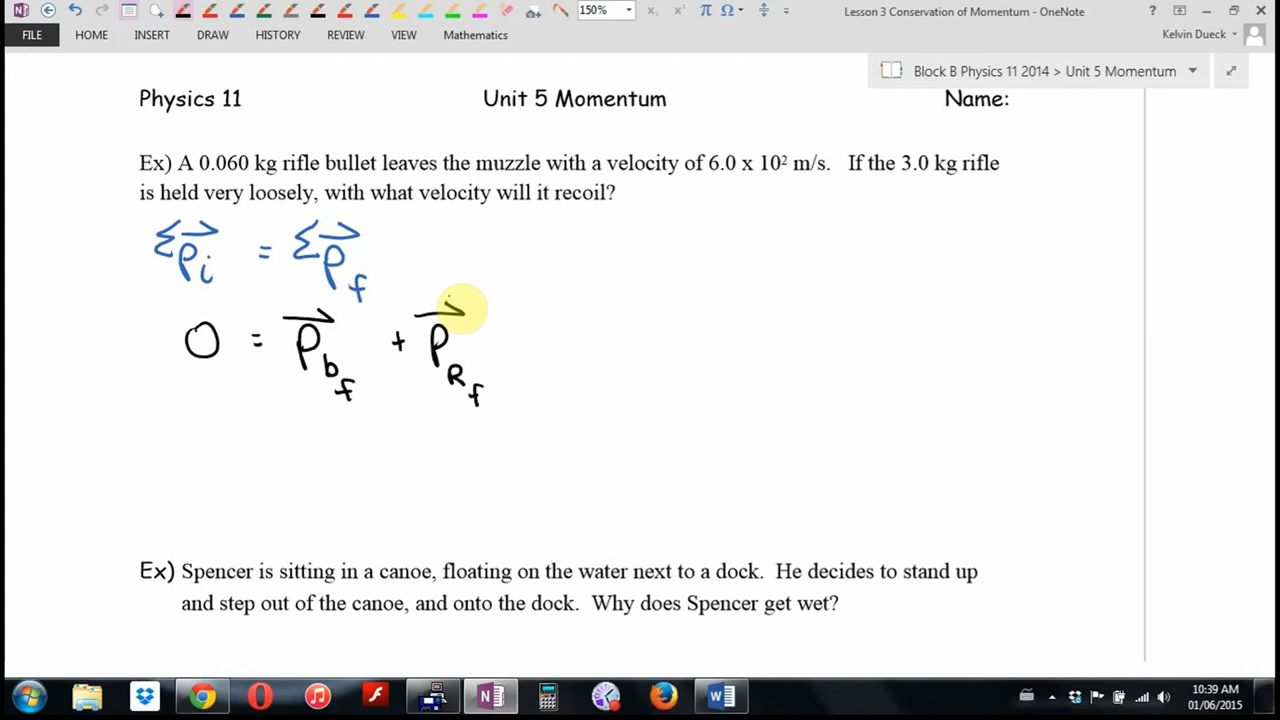 150% Lesson 3 Conservation of Momentum - OneNote
FILE HOME INSERT DRAW HISTORY REVIEW VIEW Mathematics Kelvin Dueck
Block B Physics 11 2014 > Unit 5 Momentum
Physics 11 Unit 5 Momentum Name:
Ex) A 0.060 kg rifle bullet leaves the muzzle with a velocity of 6.0 x 10² m/s. If the 3.0 kg rifle
is held very loosely, with what velocity will it recoil?
Σp⃗i = Σp⃗f
0 = p⃗bf + p⃗Rf
Ex) Spencer is sitting in a canoe, floating on the water next to a dock. He decides to stand up
and step out of the canoe, and onto the dock. Why does Spencer get wet?
10:39 AM
01/06/2015